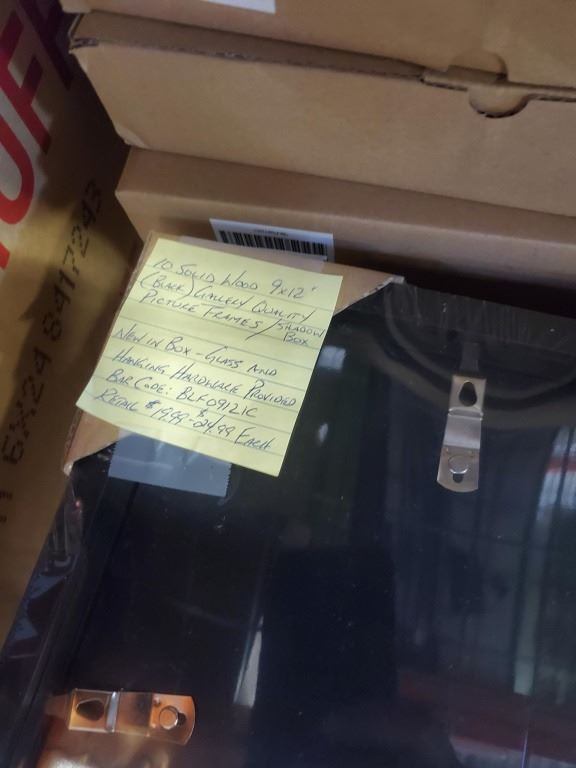 10 SOLID WOOD 9x12"
(BLACK) GALLERY QUALITY
PICTURE FRAMES / SHADOW
BOX
NEW IN BOX - GLASS AND
HANGING HARDWARE PROVIDED
BAR CODE: BLF0912IC
RETAIL $19.99 - $24.99 EACH